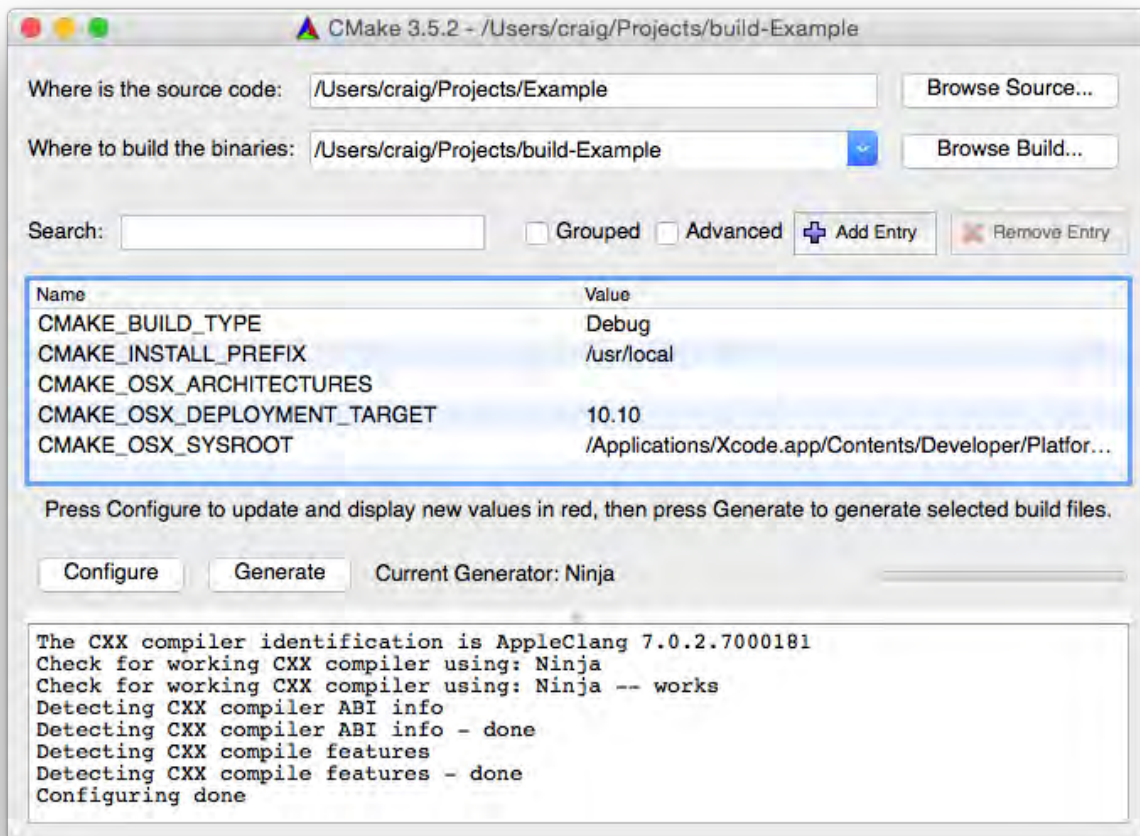 CMake 3.5.2 - /Users/craig/Projects/build-Example
Where is the source code: /Users/craig/Projects/Example Browse Source...
Where to build the binaries: /Users/craig/Projects/build-Example Browse Build...
Search: Grouped Advanced Add Entry Remove Entry
Name Value
CMAKE_BUILD_TYPE Debug
CMAKE_INSTALL_PREFIX /usr/local
CMAKE_OSX_ARCHITECTURES
CMAKE_OSX_DEPLOYMENT_TARGET 10.10
CMAKE_OSX_SYSROOT /Applications/Xcode.app/Contents/Developer/Platfor...
Press Configure to update and display new values in red, then press Generate to generate selected build files.
Configure Generate Current Generator: Ninja
The CXX compiler identification is AppleClang 7.0.2.7000181
Check for working CXX compiler using: Ninja
Check for working CXX compiler using: Ninja -- works
Detecting CXX compiler ABI info
Detecting CXX compiler ABI info - done
Detecting CXX compile features
Detecting CXX compile features - done
Configuring done